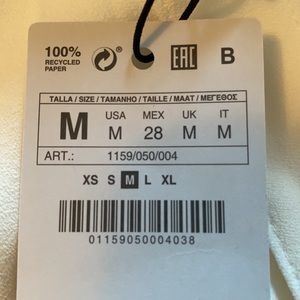 100%
RECYCLED
PAPER
EAC
B
TALLA / SIZE / TAMANHO / TAILLE / MAAT / ΜΕΓΕΘΟΣ
M
USA MEX UK IT
M 28 M M
ART.: 1159/050/004
XS S M L XL
01159050004038